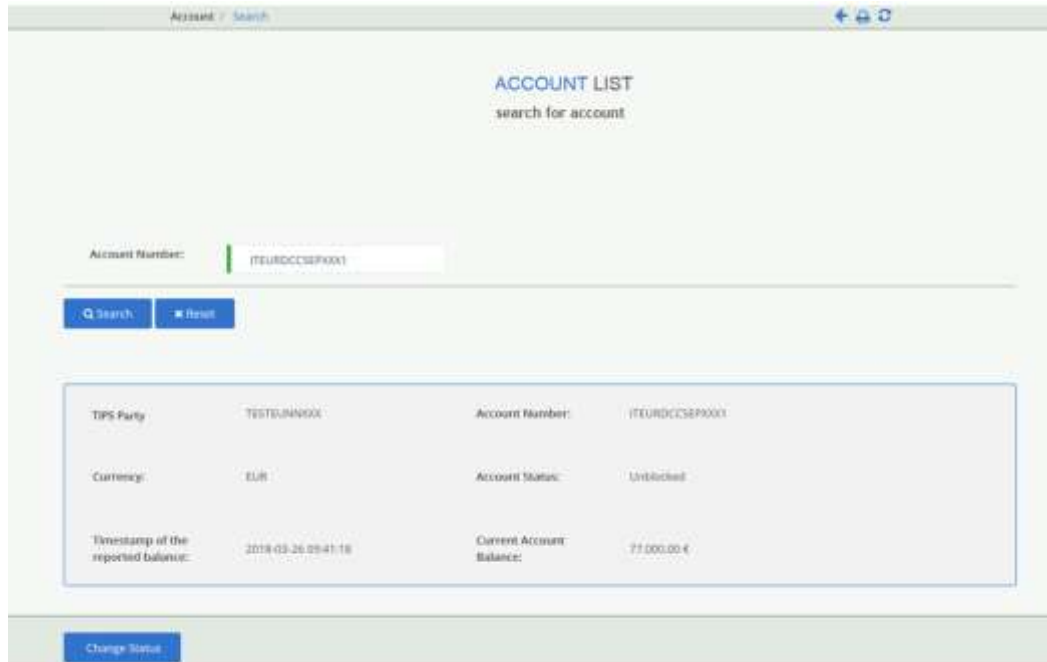 Account / Search
ACCOUNT LIST
search for account
Account Number:
ITEURDCCSEPXXX1
Search Reset
TIPS Party TESTEUNNXXX Account Number: ITEURDCCSEPXXX1
Currency: EUR Account Status: Unblocked
Timestamp of the reported balance: 2018-03-26 09:41:18 Current Account Balance: 77.000,00 €
Change Status